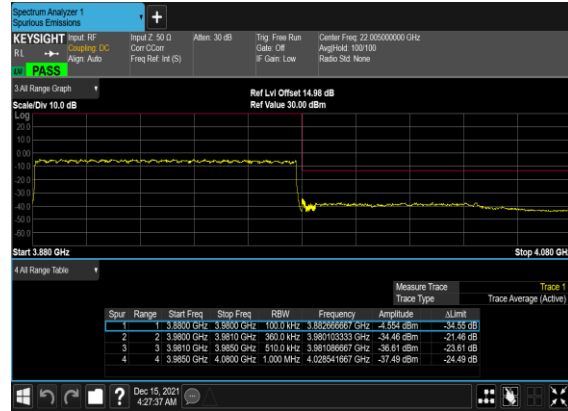 Spectrum Analyzer 1
Spurious Emissions
KEYSIGHT Input: RF Input Z: 50 Ω Atten: 30 dB Trig: Free Run Center Freq: 22.005000000 GHz
RL Coupling: DC Corr CCorr Gate: Off Avg|Hold: 100/100
Align: Auto Freq Ref: Int (S) IF Gain: Low Radio Std: None
PASS
3 All Range Graph Ref Lvl Offset 14.98 dB
Scale/Div 10.0 dB Ref Value 30.00 dBm
Log
20.0
10.0
0.00
-10.0
-20.0
-30.0
-40.0
-50.0
-60.0
Start 3.880 GHz Stop 4.080 GH
4 All Range Table
Measure Trace Trace 1
Trace Type Trace Average (Active)
Spur Range Start Freq Stop Freq RBW Frequency Amplitude ΔLimit
1 1 3.8800 GHz 3.9800 GHz 100.0 kHz 3.882666667 GHz -4.554 dBm -34.55 dB
2 2 3.9800 GHz 3.9810 GHz 360.0 kHz 3.980103333 GHz -34.46 dBm -21.46 dB
3 3 3.9810 GHz 3.9850 GHz 510.0 kHz 3.981086667 GHz -36.61 dBm -23.61 dB
4 4 3.9850 GHz 4.0800 GHz 1.000 MHz 4.028541667 GHz -37.49 dBm -24.49 dB
? Dec 15, 2021
4:27:37 AM